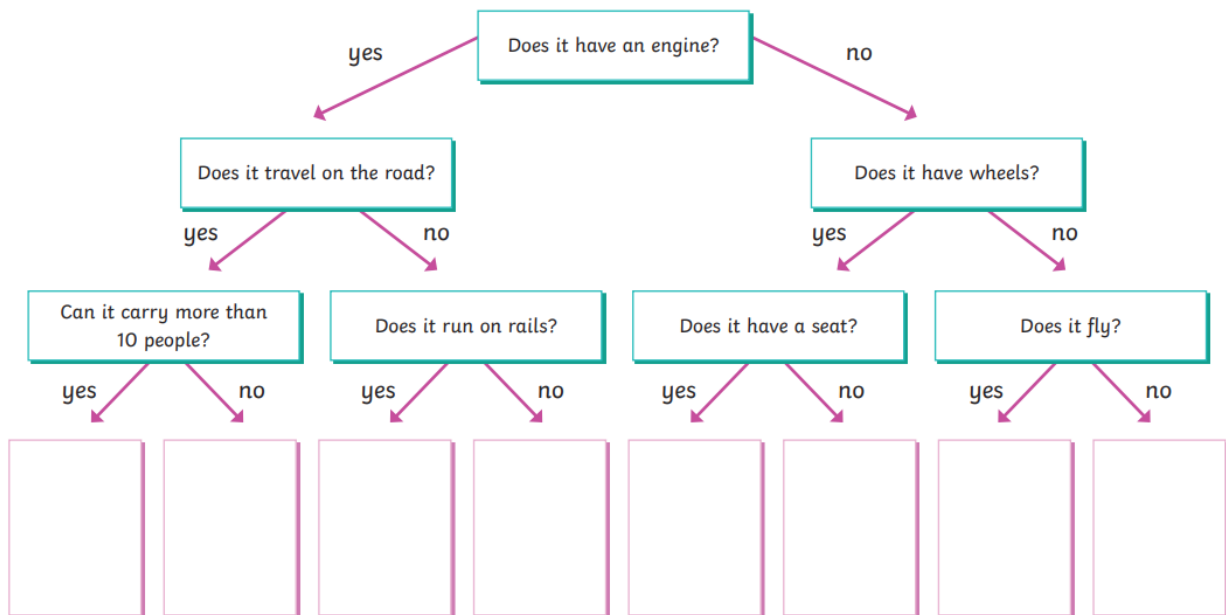 Does it have an engine?
yes
no
Does it travel on the road?
Does it have wheels?
yes
no
yes
no
Can it carry more than
10 people?
Does it run on rails?
Does it have a seat?
Does it fly?
yes
no
yes
no
yes
no
yes
no